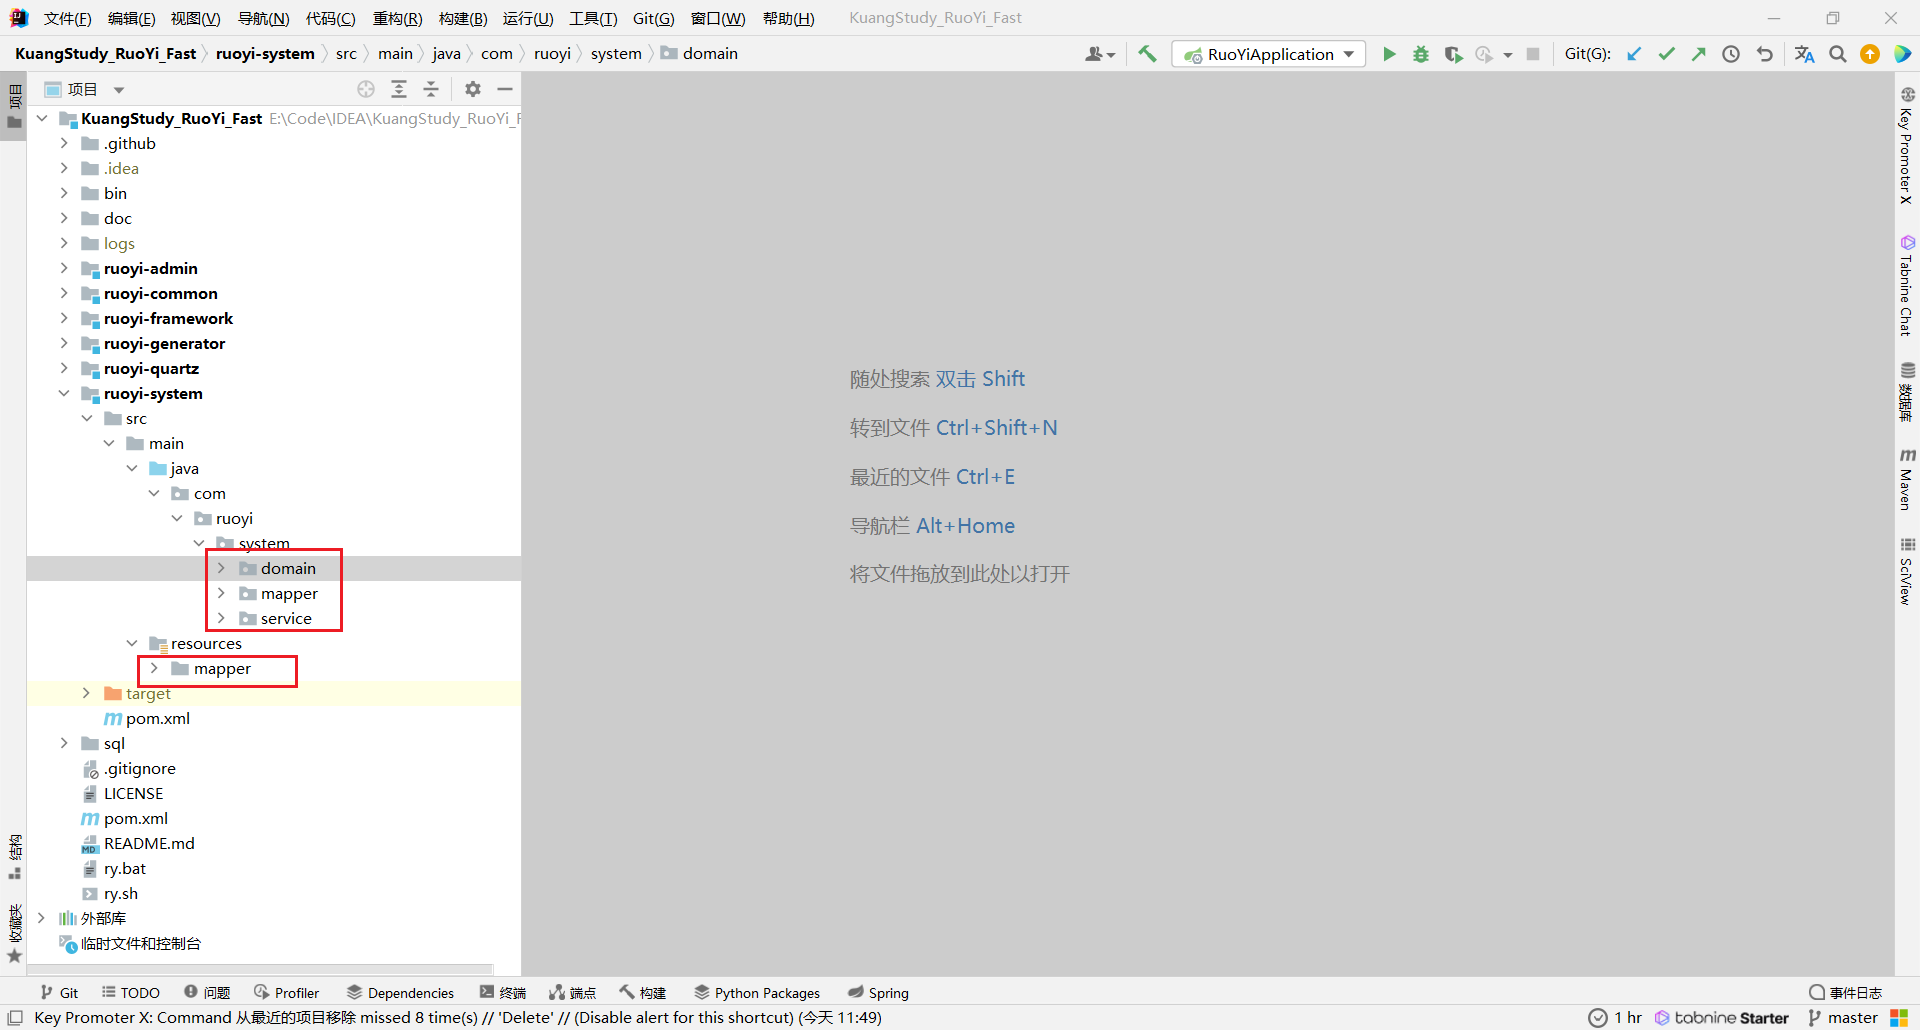 文件(F) 编辑(E) 视图(V) 导航(N) 代码(C) 重构(R) 构建(B) 运行(U) 工具(T) Git(G) 窗口(W) 帮助(H) KuangStudy_RuoYi_Fast
KuangStudy_RuoYi_Fast ruoyi-system src main java com ruoyi system domain RuoYiApplication Git(G):
项目
KuangStudy_RuoYi_Fast E:\Code\IDEA\KuangStudy_RuoYi_F
.github
.idea
bin
doc
logs
ruoyi-admin
ruoyi-common
ruoyi-framework
ruoyi-generator
ruoyi-quartz
ruoyi-system
src
main
java
com
ruoyi
system
domain
mapper
service
resources
mapper
target
pom.xml
sql
.gitignore
LICENSE
pom.xml
README.md
ry.bat
ry.sh
外部库
临时文件和控制台
项目
结构
收藏夹
随处搜索 双击 Shift
转到文件 Ctrl+Shift+N
最近的文件 Ctrl+E
导航栏 Alt+Home
将文件拖放到此处以打开
Key Promoter X
Tabnine Chat
数据库
Maven
SciView
Git TODO 问题 Profiler Dependencies 终端 端点 构建 Python Packages Spring 事件日志
Key Promoter X: Command 从最近的项目移除 missed 8 time(s) // 'Delete' // (Disable alert for this shortcut) (今天 11:49) 1 hr tabnine Starter master